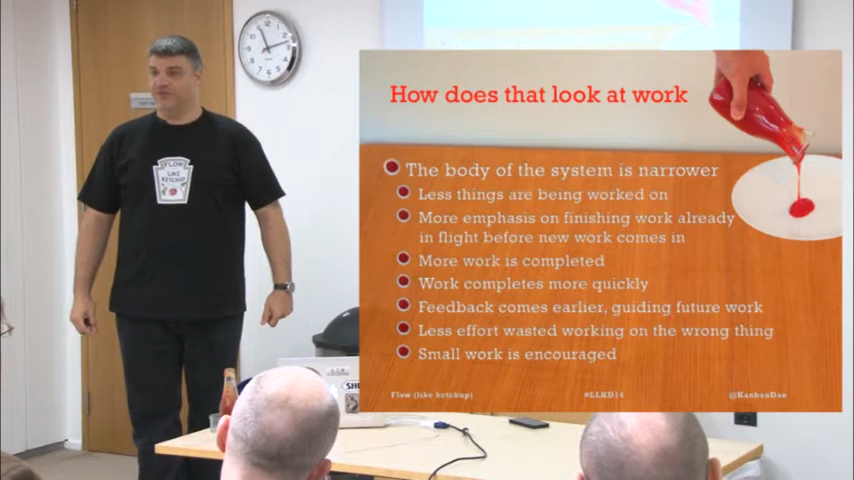 How does that look at work
The body of the system is narrower
Less things are being worked on
More emphasis on finishing work already
in flight before new work comes in
More work is completed
Work completes more quickly
Feedback comes earlier, guiding future work
Less effort wasted working on the wrong thing
Small work is encouraged
Flow (like ketchup)
#LLKD14
@KanbanDan
FLOW
LIKE
KETCHUP